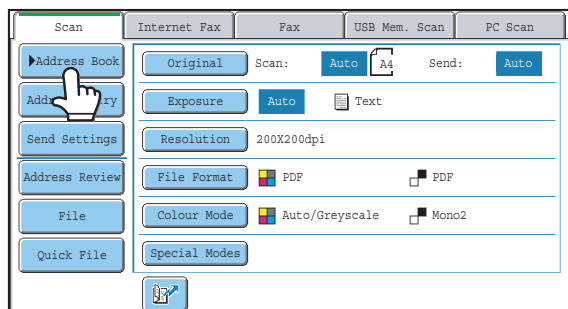 Scan Internet Fax Fax USB Mem. Scan PC Scan
Address Book Original Scan: Auto A4 Send: Auto
Exposure Auto Text
Send Settings Resolution 200X200dpi
Address Review File Format PDF PDF
File Colour Mode Auto/Greyscale Mono2
Quick File Special Modes